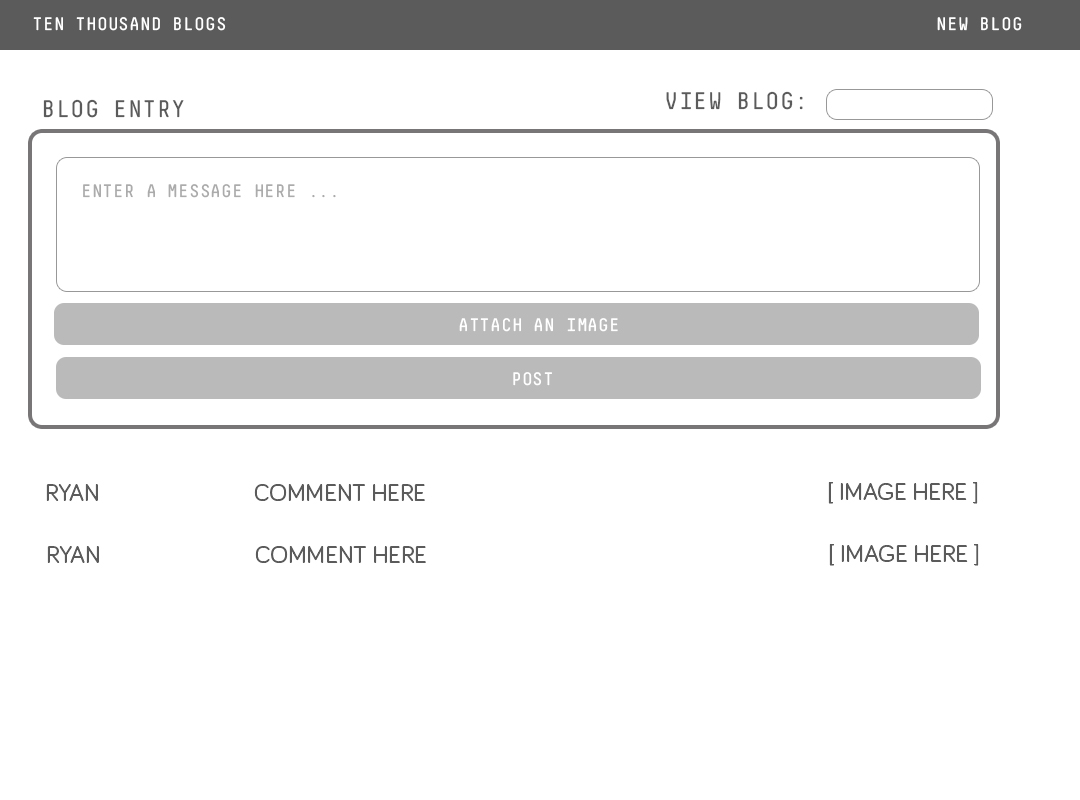 TEN THOUSAND BLOGS
NEW BLOG
BLOG ENTRY
VIEW BLOG:
ENTER A MESSAGE HERE ...
ATTACH AN IMAGE
POST
RYAN COMMENT HERE [ IMAGE HERE ]
RYAN COMMENT HERE [ IMAGE HERE ]